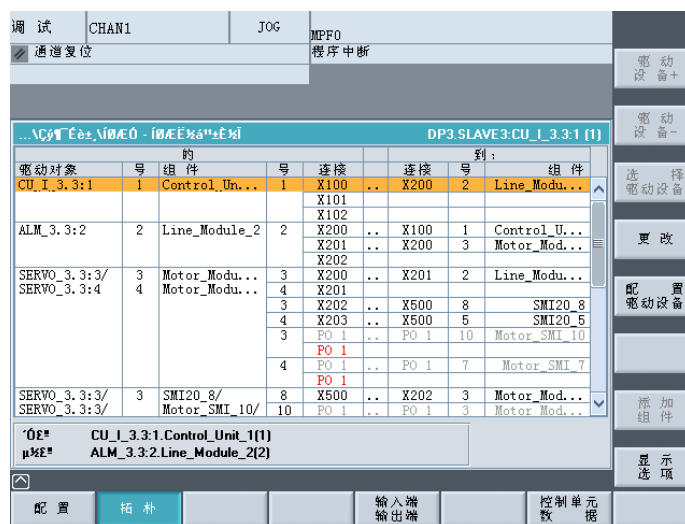 调 试 CHAN1 JOG MPF0
通道复位 程序中断
驱 动
设 备+
驱 动
设 备-
选 择
驱动设备
更 改
配 置
驱动设备
添 加
组 件
显 示
选 项
DP3.SLAVE3:CU_I_3.3:1 (1)
的 到:
驱动对象 号 组 件 号 连接 连接 号 组 件
CU_I_3.3:1 1 Control_Un... 1 X100 .. X200 2 Line_Modu...
X101
X102
ALM_3.3:2 2 Line_Module_2 2 X200 .. X100 1 Control_U...
X201 .. X200 3 Motor_Mod...
X202
SERVO_3.3:3/ 3 Motor_Modu... 3 X200 .. X201 2 Line_Modu...
SERVO_3.3:4 4 Motor_Modu... 4 X201
3 X202 .. X500 8 SMI20_8
4 X203 .. X500 5 SMI20_5
3 PO 1 .. PO 1 10 Motor_SMI_10
PO 1
4 PO 1 .. PO 1 7 Motor_SMI_7
PO 1
SERVO_3.3:3/ 3 SMI20_8/ 8 X500 .. X202 3 Motor_Mod...
SERVO_3.3:3/ Motor_SMI_10/ 10 PO 1 .. PO 1 3 Motor_Mod...
´Ó£º CU_I_3.3:1.Control_Unit_1(1)
µ½£º ALM_3.3:2.Line_Module_2(2)
配 置 拓 朴 输入端 控制单元
输出端 数 据